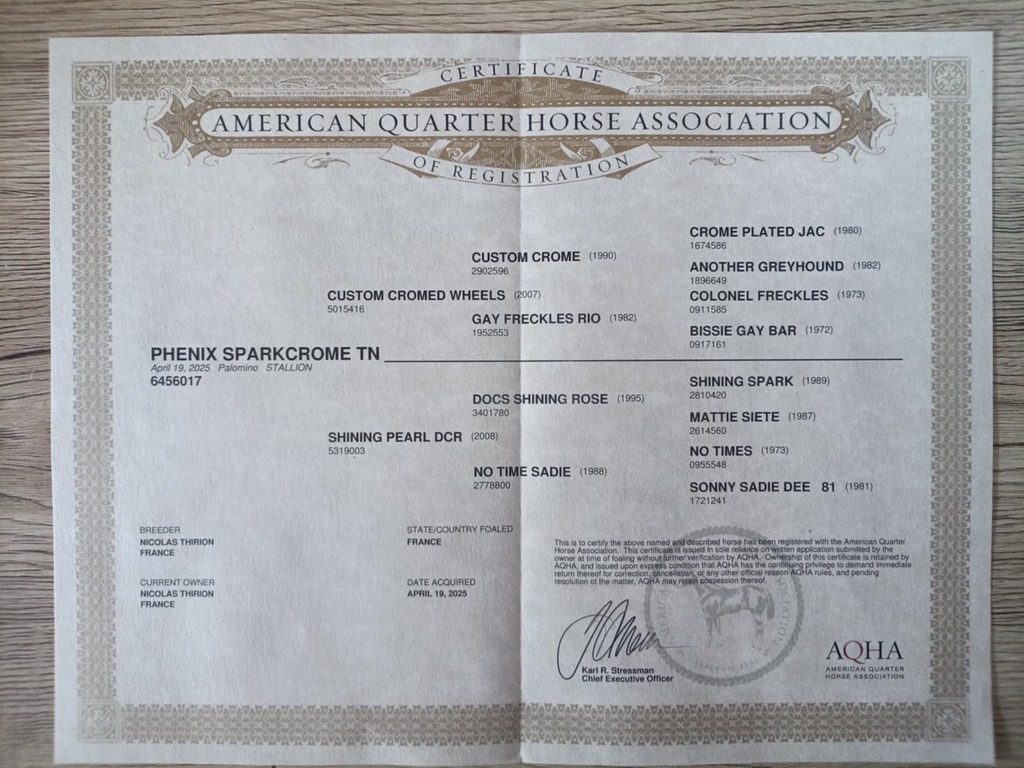 CERTIFICATE
AMERICAN QUARTER HORSE ASSOCIATION
OF REGISTRATION
CROME PLATED JAC (1980)
1674586
CUSTOM CROME (1990)
2902596
ANOTHER GREYHOUND (1982)
1896649
CUSTOM CROMED WHEELS (2007)
5015416
COLONEL FRECKLES (1973)
0911585
GAY FRECKLES RIO (1982)
1952553
BISSIE GAY BAR (1972)
0917161
PHENIX SPARKCROME TN
April 19, 2025 Palomino STALLION
6456017
SHINING SPARK (1989)
2810420
DOCS SHINING ROSE (1995)
3401780
MATTIE SIETE (1987)
2614560
SHINING PEARL DCR (2008)
5319003
NO TIMES (1973)
0955548
NO TIME SADIE (1988)
2778800
SONNY SADIE DEE 81 (1981)
1721241
BREEDER
NICOLAS THIRION
FRANCE
STATE/COUNTRY FOALED
FRANCE
CURRENT OWNER
NICOLAS THIRION
FRANCE
DATE ACQUIRED
APRIL 19, 2025
This is to certify the above named and described horse has been registered with the American Quarter
Horse Association. This certificate is issued in sole reliance on written application submitted by the
owner at time of foaling without further verification by AQHA. Ownership of this certificate is retained by
AQHA, and issued upon express condition that AQHA has the continuing privilege to demand immediate
return thereof for correction, cancellation, or any other official reason AQHA rules, and pending
resolution of the matter, AQHA may retain possession thereof.
Karl R. Stressman
Chief Executive Officer
AQHA
AMERICAN QUARTER
HORSE ASSOCIATION